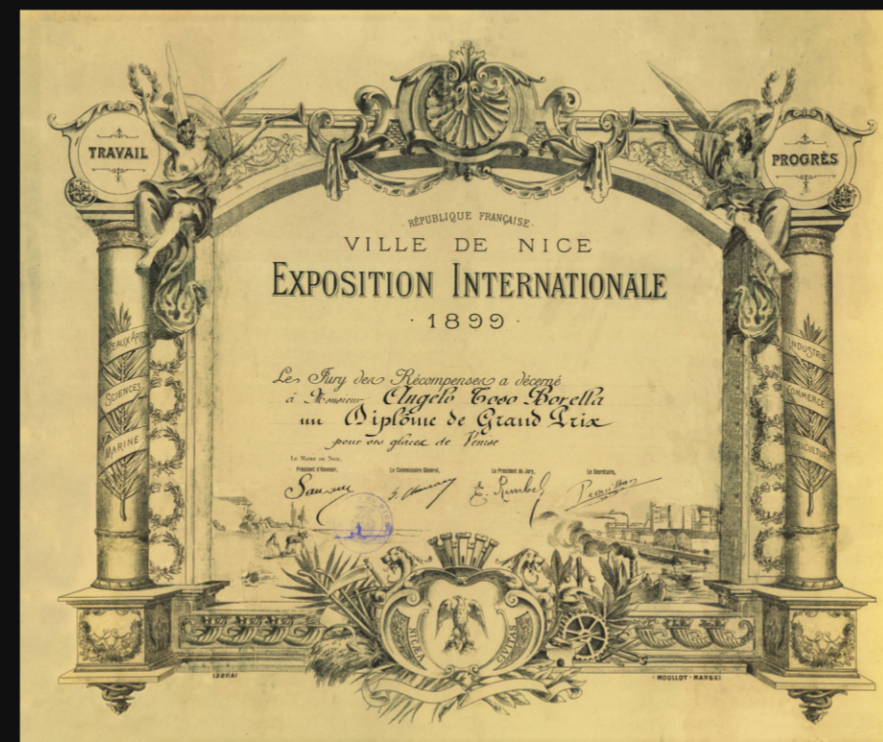 TRAVAIL
PROGRÈS
RÉPUBLIQUE FRANÇAISE
VILLE DE NICE
EXPOSITION INTERNATIONALE
· 1899 ·
BEAUX ARTS
SCIENCES
MARINE
INDUSTRIE
COMMERCE
Le Jury des Récompenses a décerné
à Monsieur Angelo Toso Borella
un Diplôme de Grand Prix
pour ses glaces de Venise
Le Maire de Nice,
Président d'Honneur,
Le Commissaire Général,
Le Président du Jury,
Le Secrétaire,
NICÆA
CIVITAS
MOULLOT - MARSEI